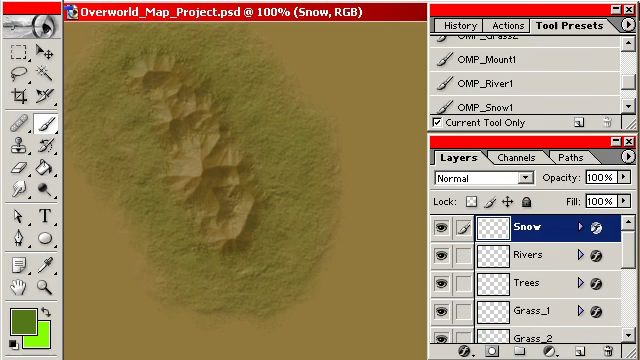 Overworld_Map_Project.psd @ 100% (Snow, RGB)
History Actions Tool Presets
OMP_Grass2
OMP_Mount1
OMP_River1
OMP_Snow1
Current Tool Only
Layers Channels Paths
Normal Opacity: 100%
Lock: Fill: 100%
Snow
Rivers
Trees
Grass_1
Grass_2
T